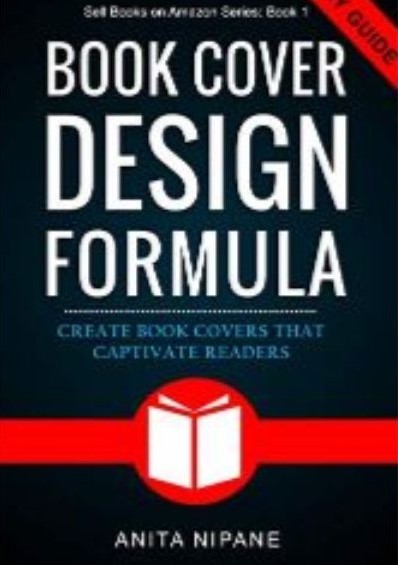 Sell Books on Amazon Series: Book 1
Y GUIDE
BOOK COVER
DESIGN
FORMULA
CREATE BOOK COVERS THAT
CAPTIVATE READERS
ANITA NIPANE